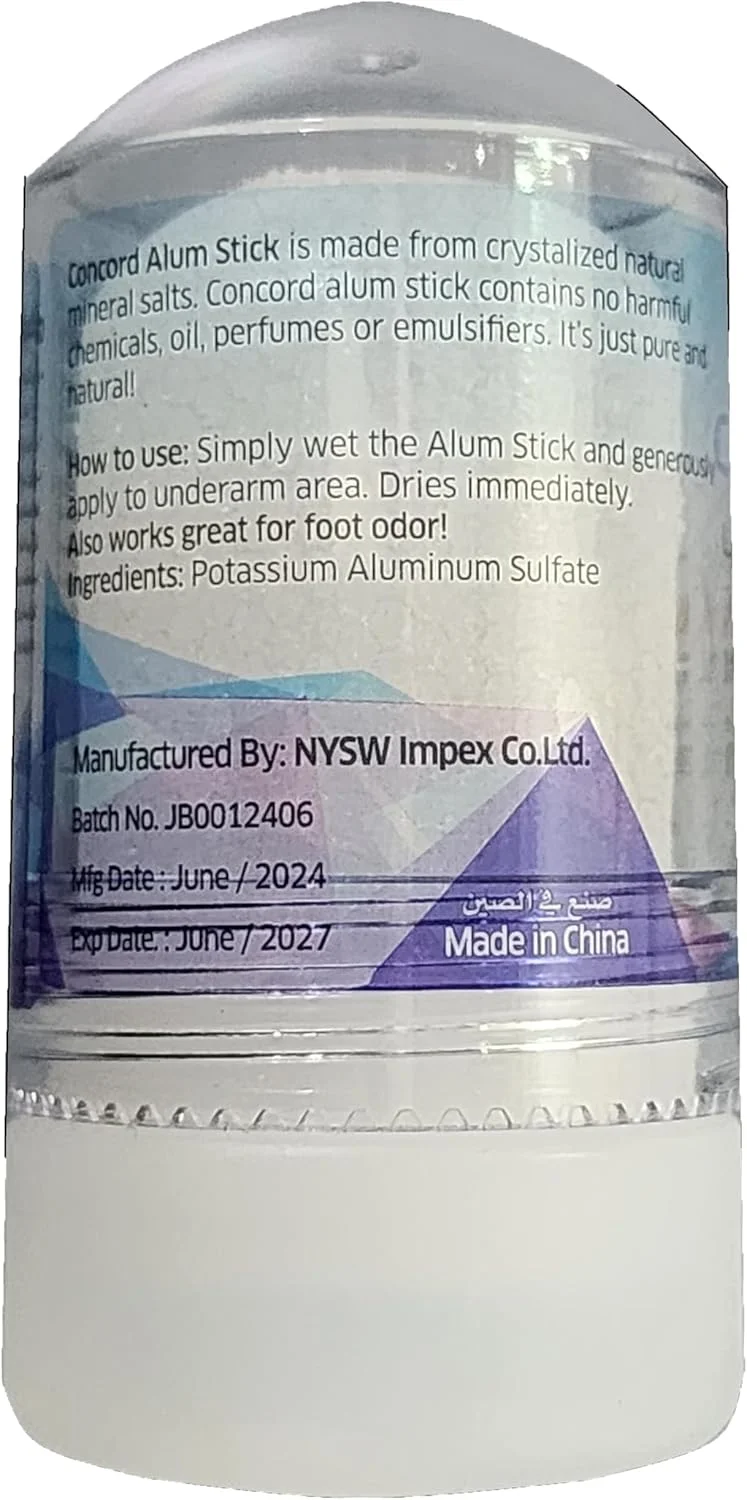 Concord Alum Stick is made from crystalized natural
mineral salts. Concord alum stick contains no harmful
chemicals, oil, perfumes or emulsifiers. It's just pure and
natural!
How to use: Simply wet the Alum Stick and generously
apply to underarm area. Dries immediately.
Also works great for foot odor!
Ingredients: Potassium Aluminum Sulfate
Manufactured By: NYSW Impex Co.Ltd.
Batch No. JB0012406
Mfg Date : June / 2024
Exp Date. : June / 2027
صنع في الصين
Made in China